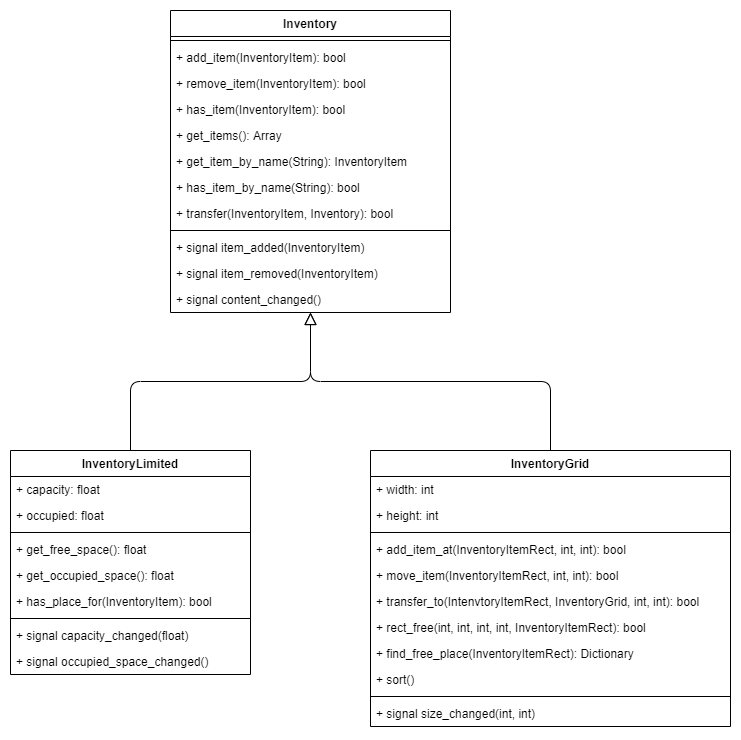 Inventory
+ add_item(InventoryItem): bool
+ remove_item(InventoryItem): bool
+ has_item(InventoryItem): bool
+ get_items(): Array
+ get_item_by_name(String): InventoryItem
+ has_item_by_name(String): bool
+ transfer(InventoryItem, Inventory): bool
+ signal item_added(InventoryItem)
+ signal item_removed(InventoryItem)
+ signal content_changed()
InventoryLimited
+ capacity: float
+ occupied: float
+ get_free_space(): float
+ get_occupied_space(): float
+ has_place_for(InventoryItem): bool
+ signal capacity_changed(float)
+ signal occupied_space_changed()
InventoryGrid
+ width: int
+ height: int
+ add_item_at(InventoryItemRect, int, int): bool
+ move_item(InventoryItemRect, int, int): bool
+ transfer_to(IntenvtoryItemRect, InventoryGrid, int, int): bool
+ rect_free(int, int, int, int, InventoryItemRect): bool
+ find_free_place(InventoryItemRect): Dictionary
+ sort()
+ signal size_changed(int, int)